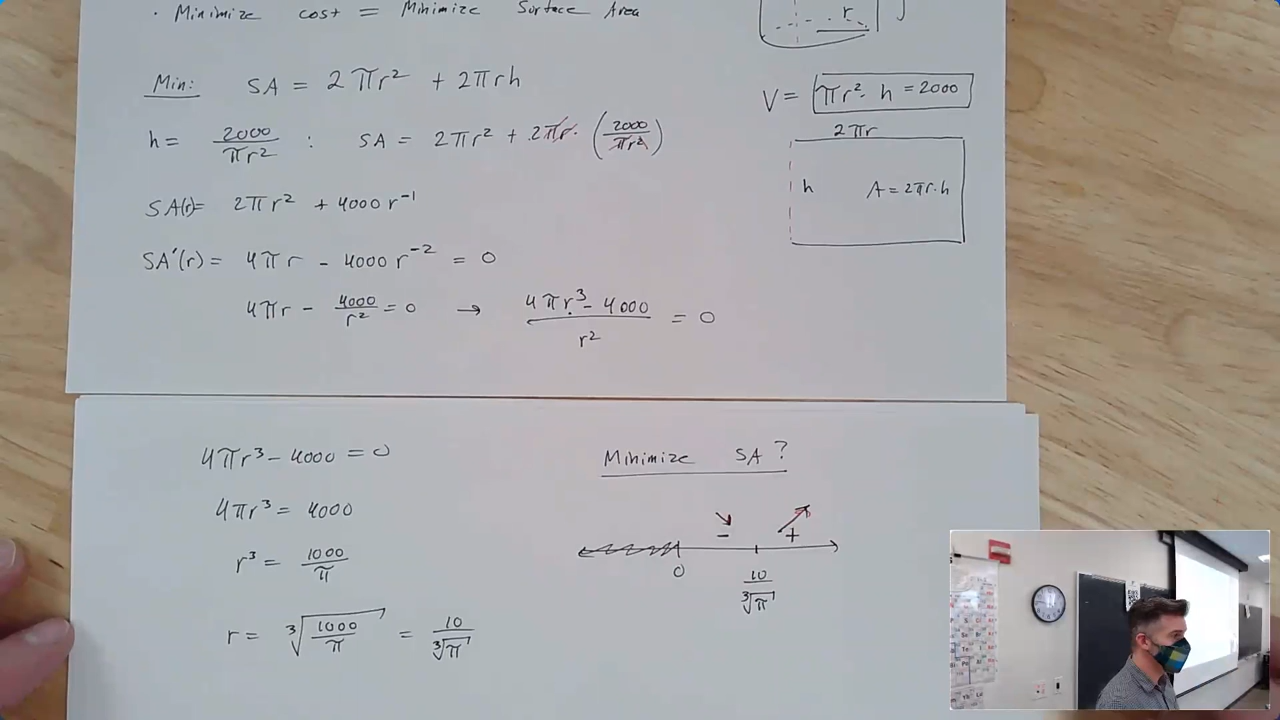 · Minimize cost = Minimize Surface Area
r
Min: SA = 2πr² + 2πrh
V = πr² · h = 2000
h = 2000/πr² : SA = 2πr² + 2πr · (2000/πr²)
2πr
h A = 2πr·h
SA(r) = 2πr² + 4000 r⁻¹
SA'(r) = 4πr - 4000 r⁻² = 0
4πr - 4000/r² = 0 → (4πr³ - 4000)/r² = 0
4πr³ - 4000 = 0
4πr³ = 4000
r³ = 1000/π
r = ∛(1000/π) = 10/∛π
Minimize SA?
- +
0 10/∛π